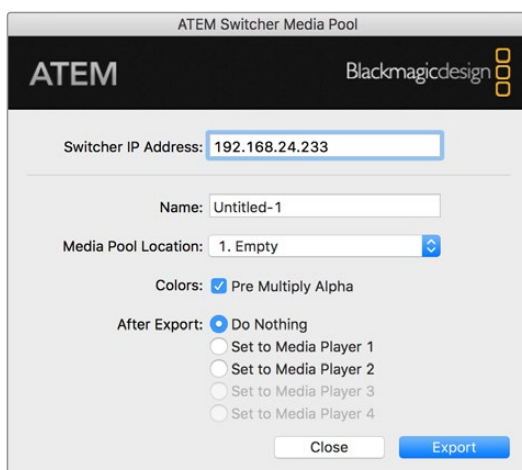 ATEM Switcher Media Pool
ATEM
Blackmagicdesign
Switcher IP Address: 192.168.24.233
Name: Untitled-1
Media Pool Location: 1. Empty
Colors: Pre Multiply Alpha
After Export: Do Nothing
Set to Media Player 1
Set to Media Player 2
Set to Media Player 3
Set to Media Player 4
Close Export